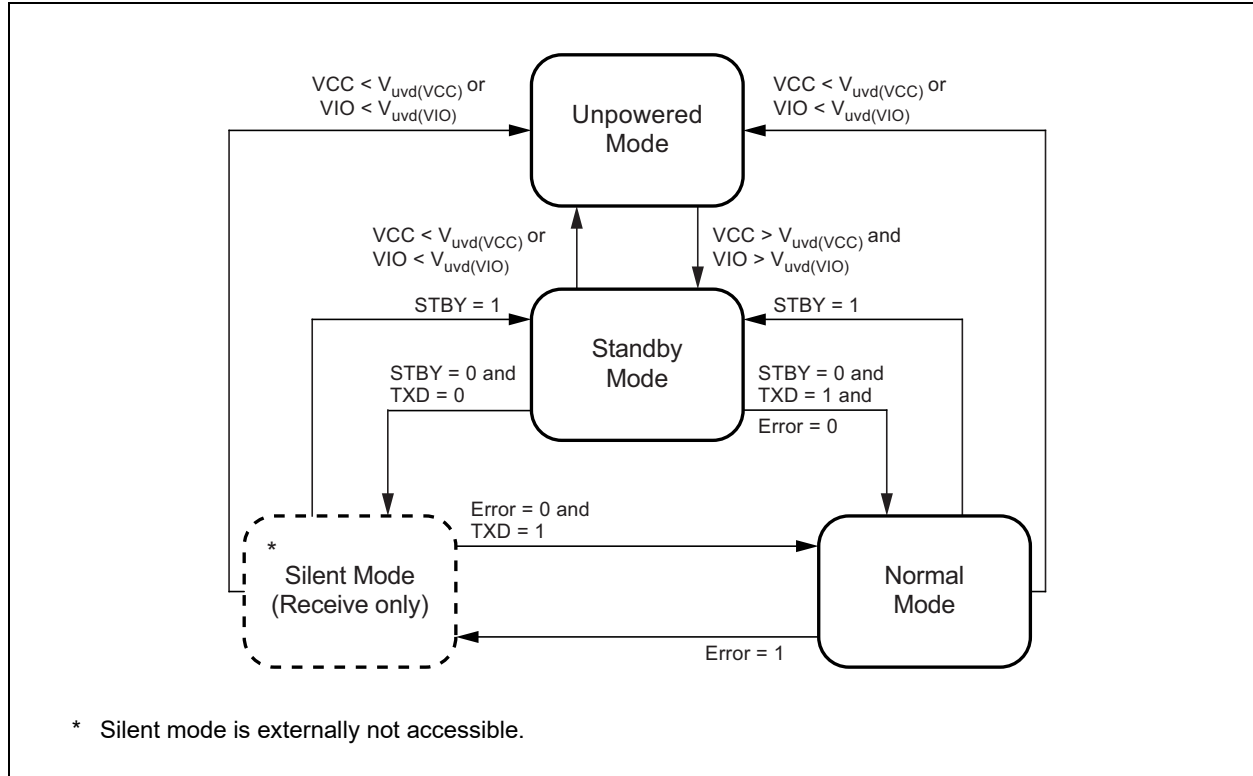 VCC < Vuvd(VCC) or
VIO < Vuvd(VIO)
Unpowered
Mode
VCC < Vuvd(VCC) or
VIO < Vuvd(VIO)
VCC < Vuvd(VCC) or
VIO < Vuvd(VIO)
VCC > Vuvd(VCC) and
VIO > Vuvd(VIO)
STBY = 1
Standby
Mode
STBY = 1
STBY = 0 and
TXD = 0
STBY = 0 and
TXD = 1 and
Error = 0
*
Silent Mode
(Receive only)
Error = 0 and
TXD = 1
Normal
Mode
Error = 1
* Silent mode is externally not accessible.